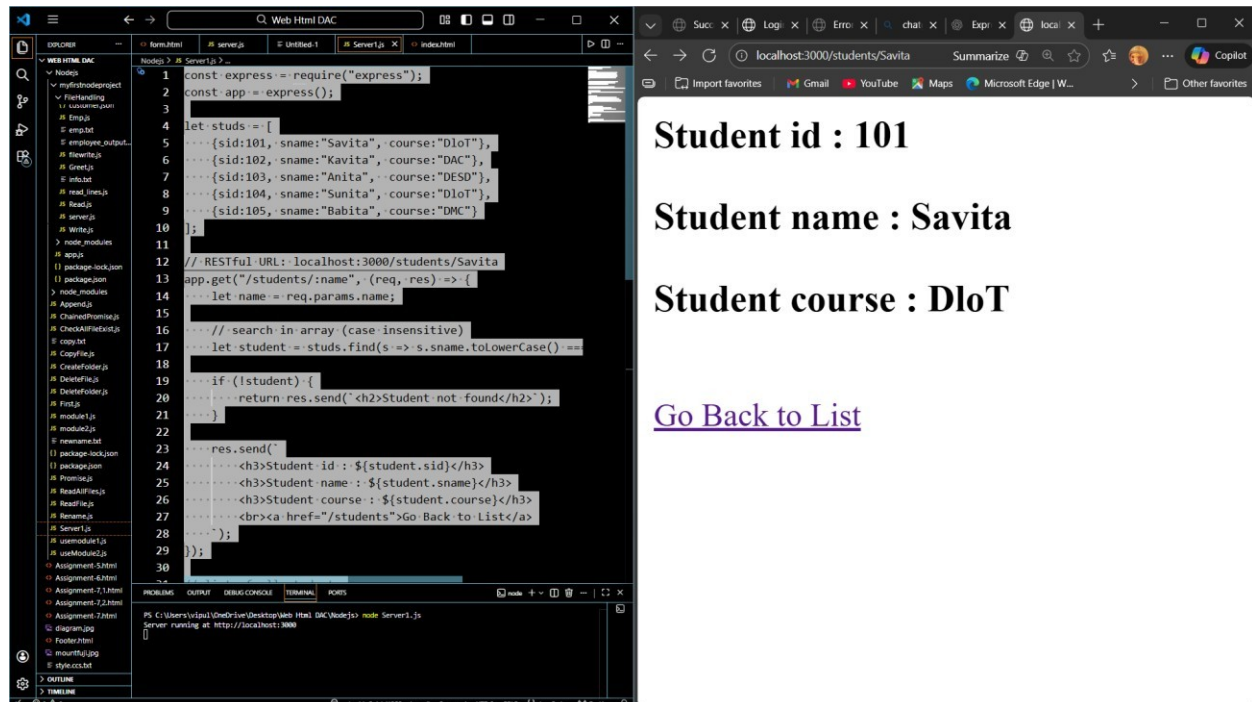 Web Html DAC
EXPLORER
form.html
server.js
Untitled-1
Server1.js
index.html
WEB HTML DAC
Nodejs > JS Server1.js > ...
Nodejs
myfirstnodeproject
FileHandling
customer.json
Emp.js
emp.txt
employee_output...
filewrite.js
Greet.js
info.txt
read_lines.js
Read.js
server.js
Write.js
node_modules
app.js
package-lock.json
package.json
node_modules
Append.js
ChainedPromise.js
CheckAllFileExist.js
copy.txt
CopyFile.js
CreateFolder.js
DeleteFile.js
DeleteFolder.js
First.js
module1.js
module2.js
newname.txt
package-lock.json
package.json
Promise.js
ReadAllFiles.js
ReadFile.js
Rename.js
Server1.js
usemodule1.js
useModule2.js
Assignment-5.html
Assignment-6.html
Assignment-7,1.html
Assignment-7,2.html
Assignment-7.html
diagram.jpg
Footer.html
mountfuji.jpg
style.ccs.txt
OUTLINE
TIMELINE
1 const express = require("express");
2 const app = express();
3
4 let studs = [
5 {sid:101, sname:"Savita", course:"DloT"},
6 {sid:102, sname:"Kavita", course:"DAC"},
7 {sid:103, sname:"Anita", course:"DESD"},
8 {sid:104, sname:"Sunita", course:"DloT"},
9 {sid:105, sname:"Babita", course:"DMC"}
10 ];
11
12 // RESTful URL: localhost:3000/students/Savita
13 app.get("/students/:name", (req, res) => {
14 let name = req.params.name;
15
16 // search in array (case insensitive)
17 let student = studs.find(s => s.sname.toLowerCase() ===
18
19 if (!student) {
20 return res.send(`<h2>Student not found</h2>`);
21 }
22
23 res.send(`
24 <h3>Student id : ${student.sid}</h3>
25 <h3>Student name : ${student.sname}</h3>
26 <h3>Student course : ${student.course}</h3>
27 <br><a href="/students">Go Back to List</a>
28 `);
29 });
30
PROBLEMS OUTPUT DEBUG CONSOLE TERMINAL PORTS
node
PS C:\Users\vipul\OneDrive\Desktop\Web Html DAC\Nodejs> node Server1.js
Server running at http://localhost:3000
Succ
Logi
Erro
chat
Expr
local
localhost:3000/students/Savita
Summarize
Copilot
Import favorites
Gmail
YouTube
Maps
Microsoft Edge | W...
Other favorites
Student id : 101
Student name : Savita
Student course : DloT
Go Back to List